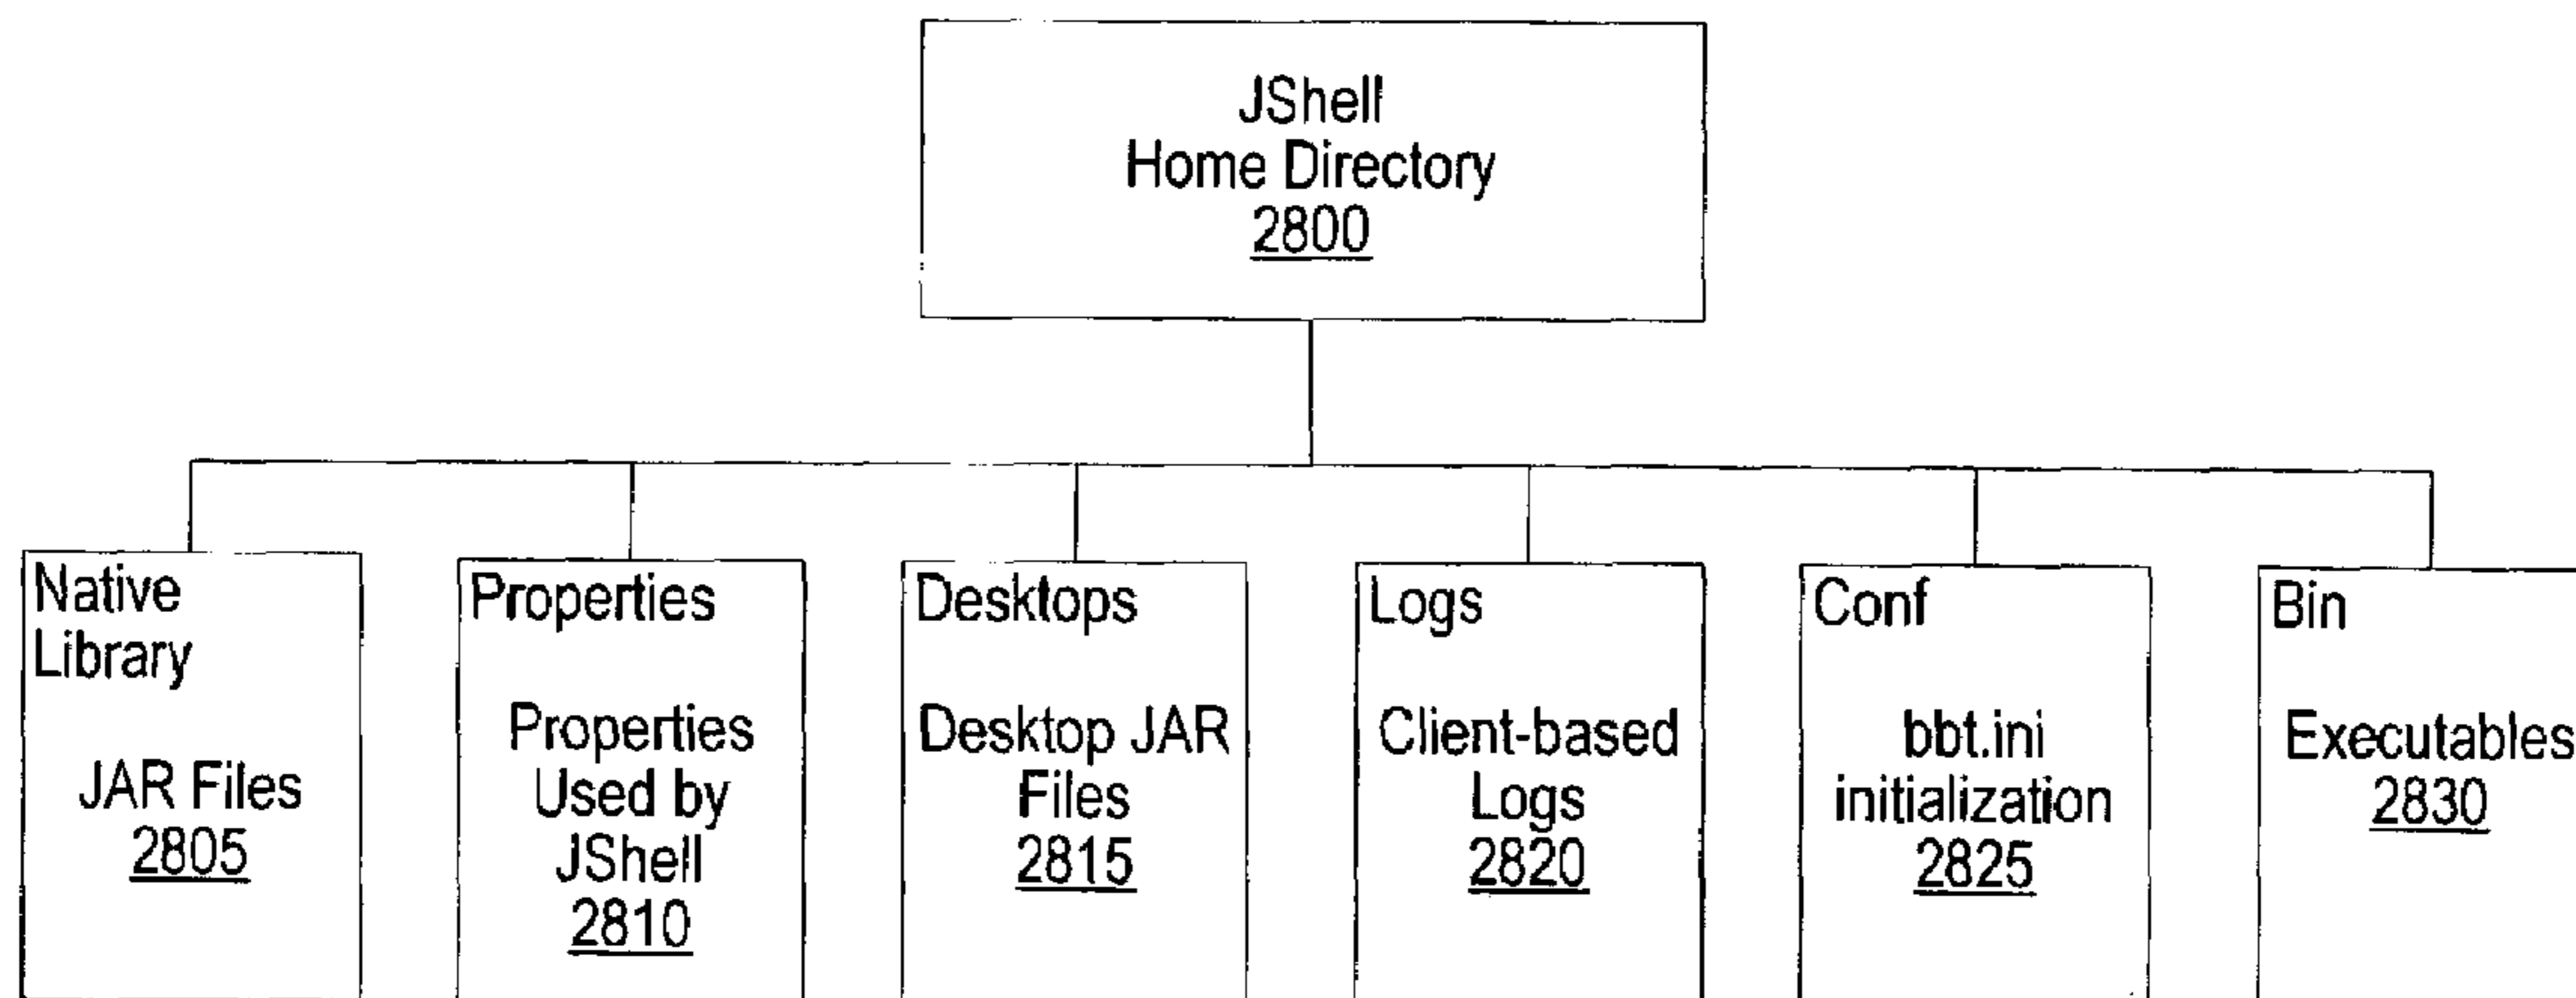 JShell
Home Directory
2800
Native
Library
JAR Files
2805
Properties
Properties
Used by
JShell
2810
Desktops
Desktop JAR
Files
2815
Logs
Client-based
Logs
2820
Conf
bbt.ini
initialization
2825
Bin
Executables
2830